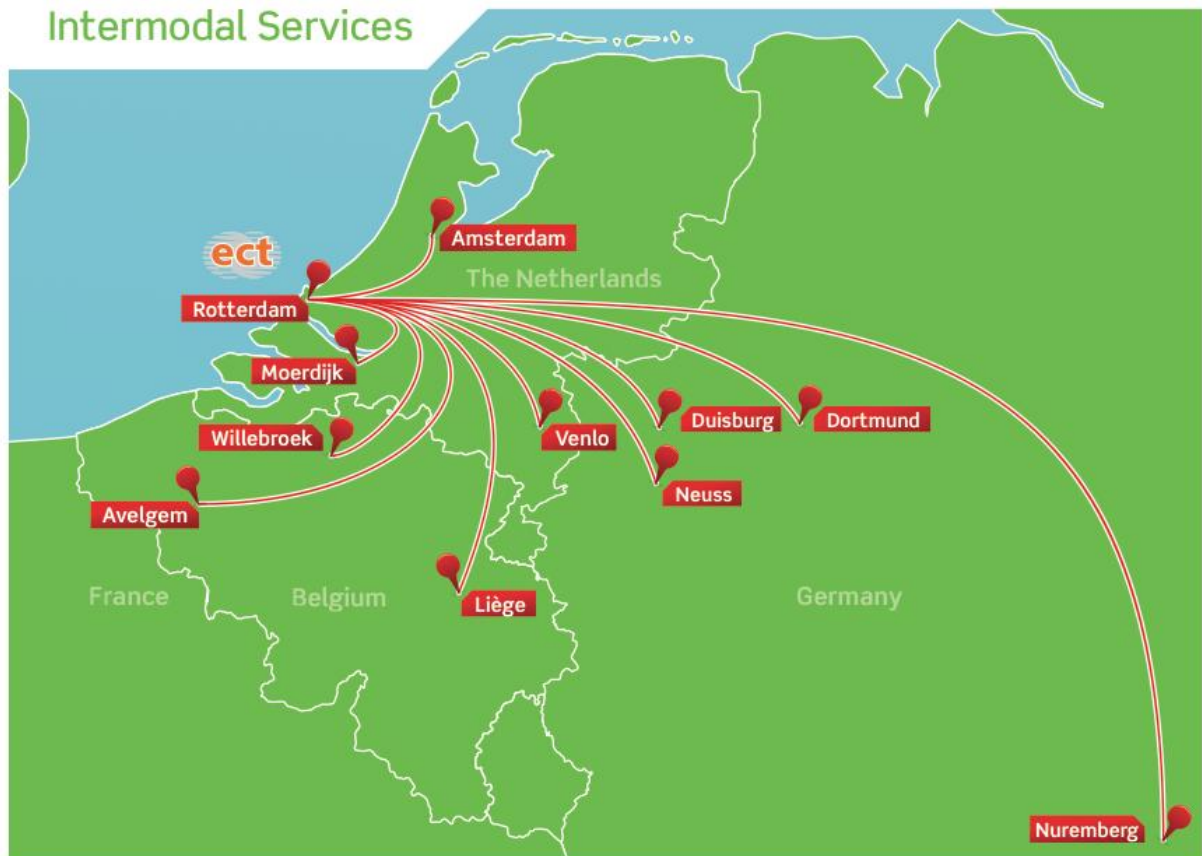 Intermodal Services
Amsterdam
ect
The Netherlands
Rotterdam
Moerdijk
Willebroek
Venlo
Duisburg
Dortmund
Neuss
Avelgem
France
Belgium
Liège
Germany
Nuremberg